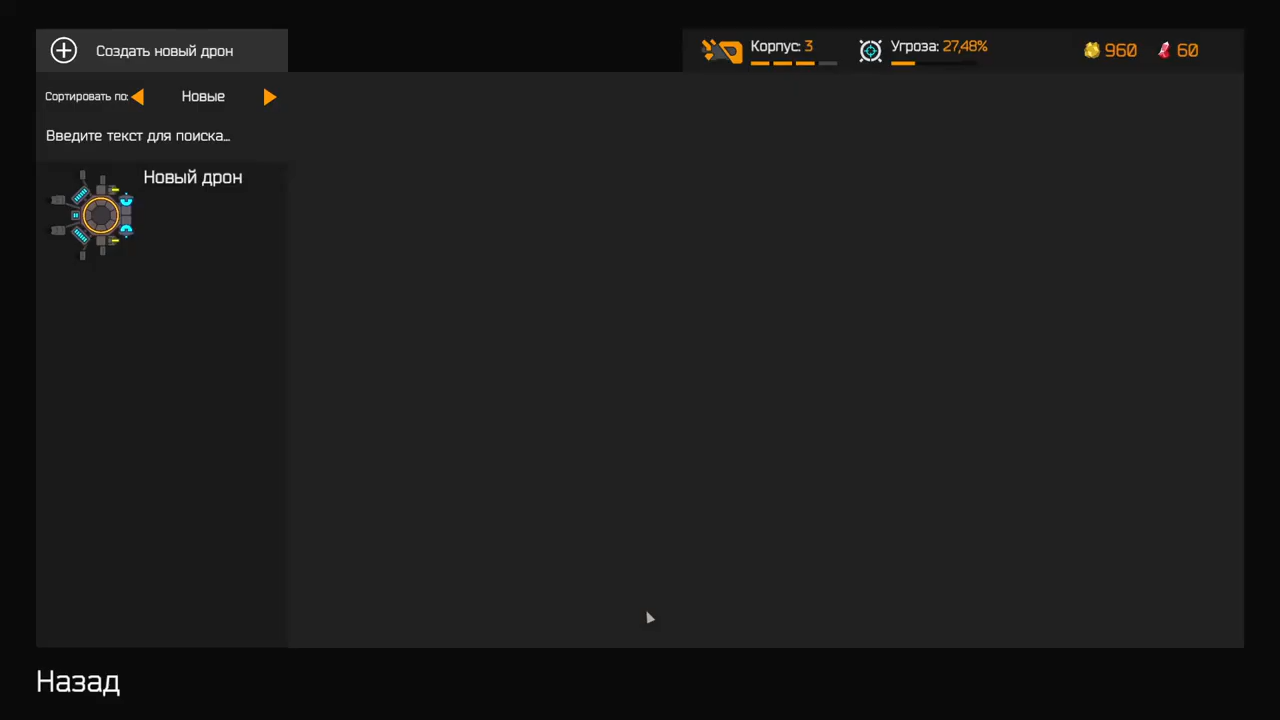 Создать новый дрон
Корпус: 3
Угроза: 27,48%
960
60
Сортировать по:
Новые
Введите текст для поиска...
Новый дрон
Назад